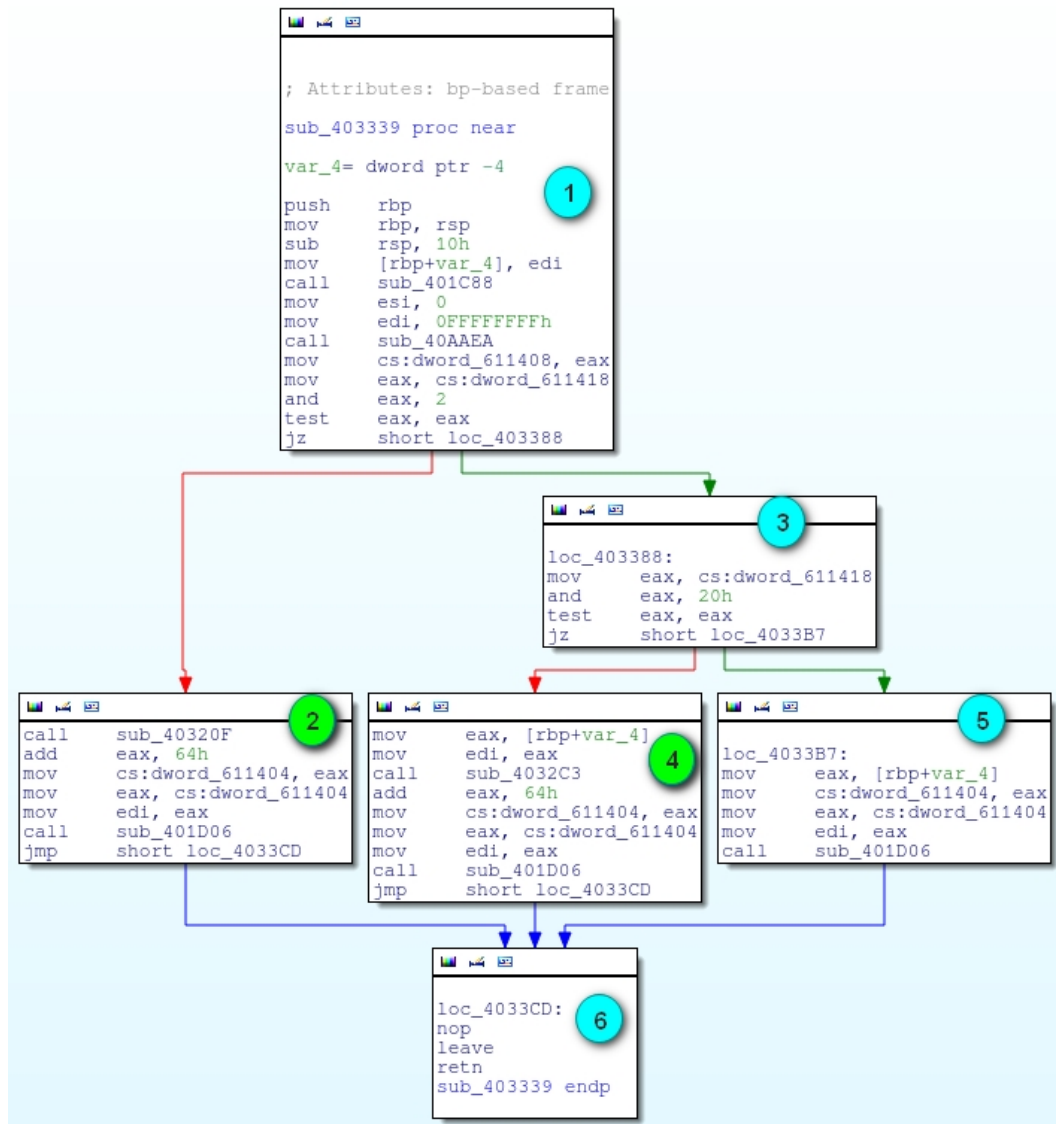 ; Attributes: bp-based frame
sub_403339 proc near
var_4= dword ptr -4
1
push rbp
mov rbp, rsp
sub rsp, 10h
mov [rbp+var_4], edi
call sub_401C88
mov esi, 0
mov edi, 0FFFFFFFFh
call sub_40AAEA
mov cs:dword_611408, eax
mov eax, cs:dword_611418
and eax, 2
test eax, eax
jz short loc_403388
3
loc_403388:
mov eax, cs:dword_611418
and eax, 20h
test eax, eax
jz short loc_4033B7
2
call sub_40320F
add eax, 64h
mov cs:dword_611404, eax
mov eax, cs:dword_611404
mov edi, eax
call sub_401D06
jmp short loc_4033CD
4
mov eax, [rbp+var_4]
mov edi, eax
call sub_4032C3
add eax, 64h
mov cs:dword_611404, eax
mov eax, cs:dword_611404
mov edi, eax
call sub_401D06
jmp short loc_4033CD
5
loc_4033B7:
mov eax, [rbp+var_4]
mov cs:dword_611404, eax
mov eax, cs:dword_611404
mov edi, eax
call sub_401D06
6
loc_4033CD:
nop
leave
retn
sub_403339 endp